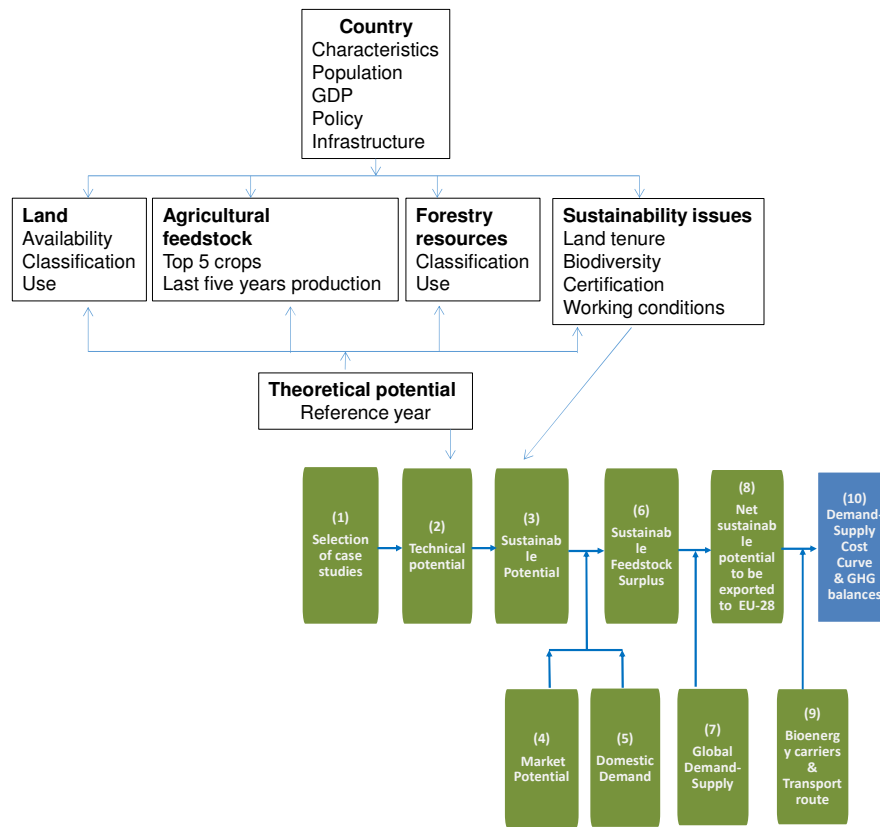 Country
Characteristics
Population
GDP
Policy
Infrastructure
Land
Availability
Classification
Use
Agricultural
feedstock
Top 5 crops
Last five years production
Forestry
resources
Classification
Use
Sustainability issues
Land tenure
Biodiversity
Certification
Working conditions
Theoretical potential
Reference year
(1)
Selection
of case
studies
(2)
Technical
potential
(3)
Sustainab
le
Potential
(6)
Sustainab
le
Feedstock
Surplus
(8)
Net
sustainab
le
potential
to be
exported
to EU-28
(10)
Demand-
Supply
Cost
Curve
& GHG
balances
(4)
Market
Potential
(5)
Domestic
Demand
(7)
Global
Demand-
Supply
(9)
Bioenerg
y carriers
&
Transport
route